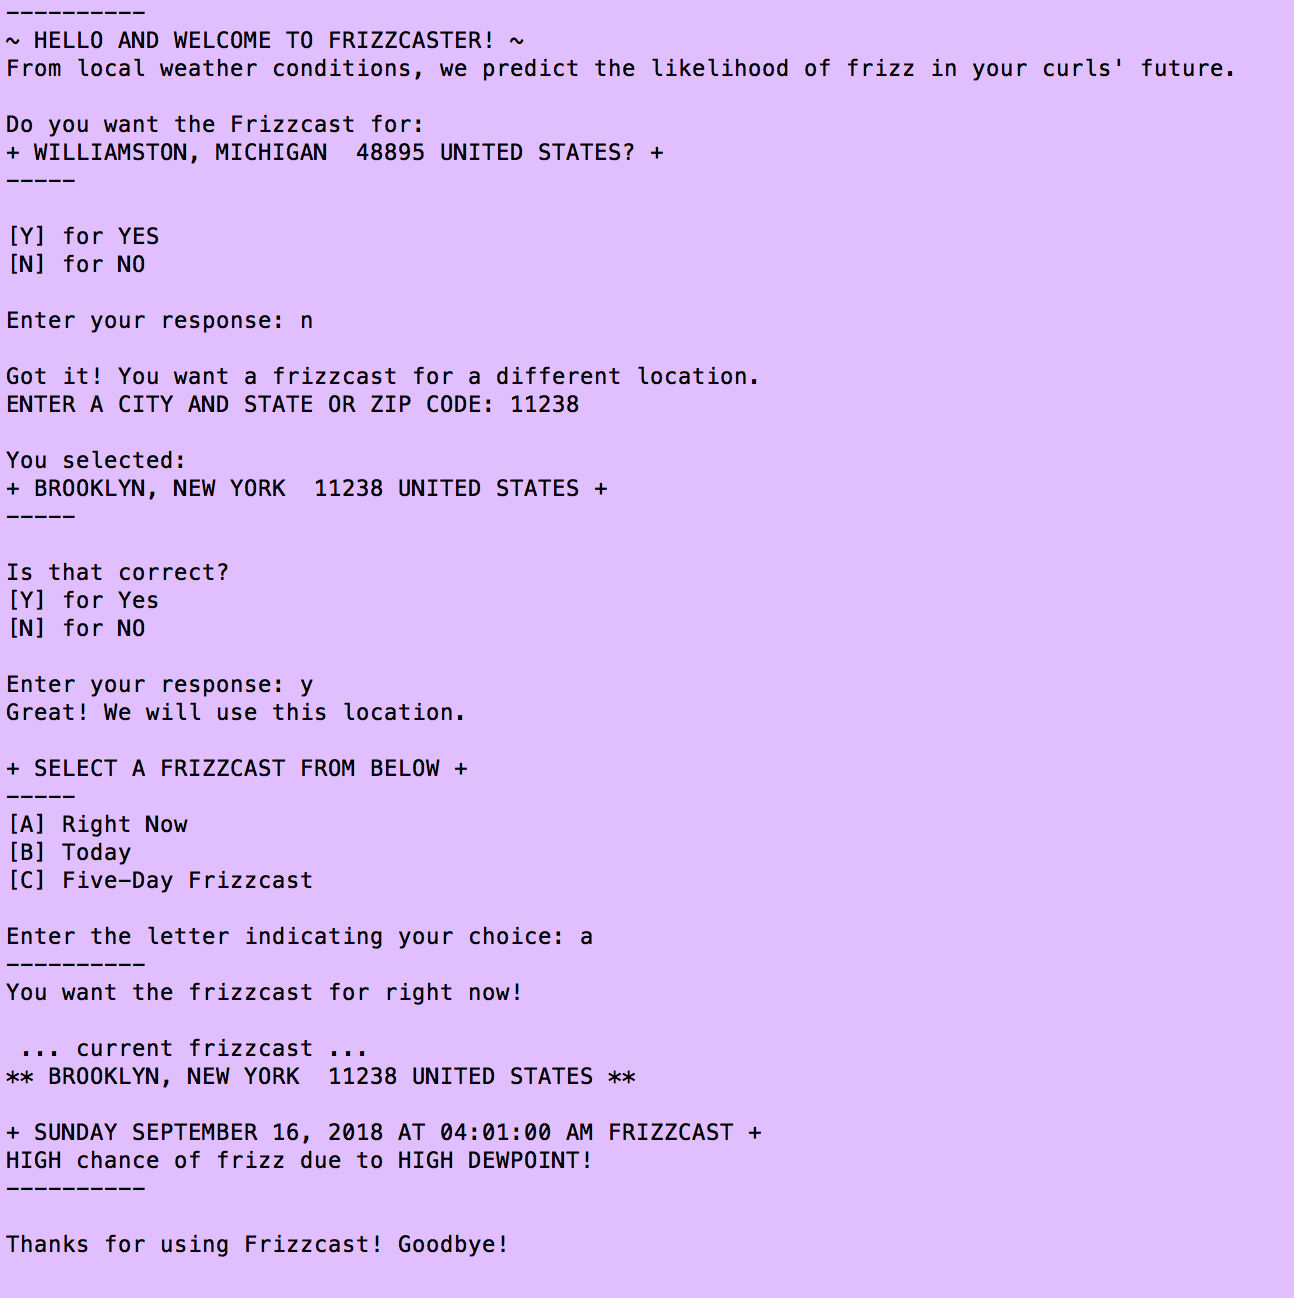 ----------
~ HELLO AND WELCOME TO FRIZZCASTER! ~
From local weather conditions, we predict the likelihood of frizz in your curls' future.
Do you want the Frizzcast for:
+ WILLIAMSTON, MICHIGAN  48895 UNITED STATES? +
-----
[Y] for YES
[N] for NO
Enter your response: n
Got it! You want a frizzcast for a different location.
ENTER A CITY AND STATE OR ZIP CODE: 11238
You selected:
+ BROOKLYN, NEW YORK  11238 UNITED STATES +
-----
Is that correct?
[Y] for Yes
[N] for NO
Enter your response: y
Great! We will use this location.
+ SELECT A FRIZZCAST FROM BELOW +
-----
[A] Right Now
[B] Today
[C] Five-Day Frizzcast
Enter the letter indicating your choice: a
----------
You want the frizzcast for right now!
 ... current frizzcast ...
** BROOKLYN, NEW YORK  11238 UNITED STATES **
+ SUNDAY SEPTEMBER 16, 2018 AT 04:01:00 AM FRIZZCAST +
HIGH chance of frizz due to HIGH DEWPOINT!
----------
Thanks for using Frizzcast! Goodbye!